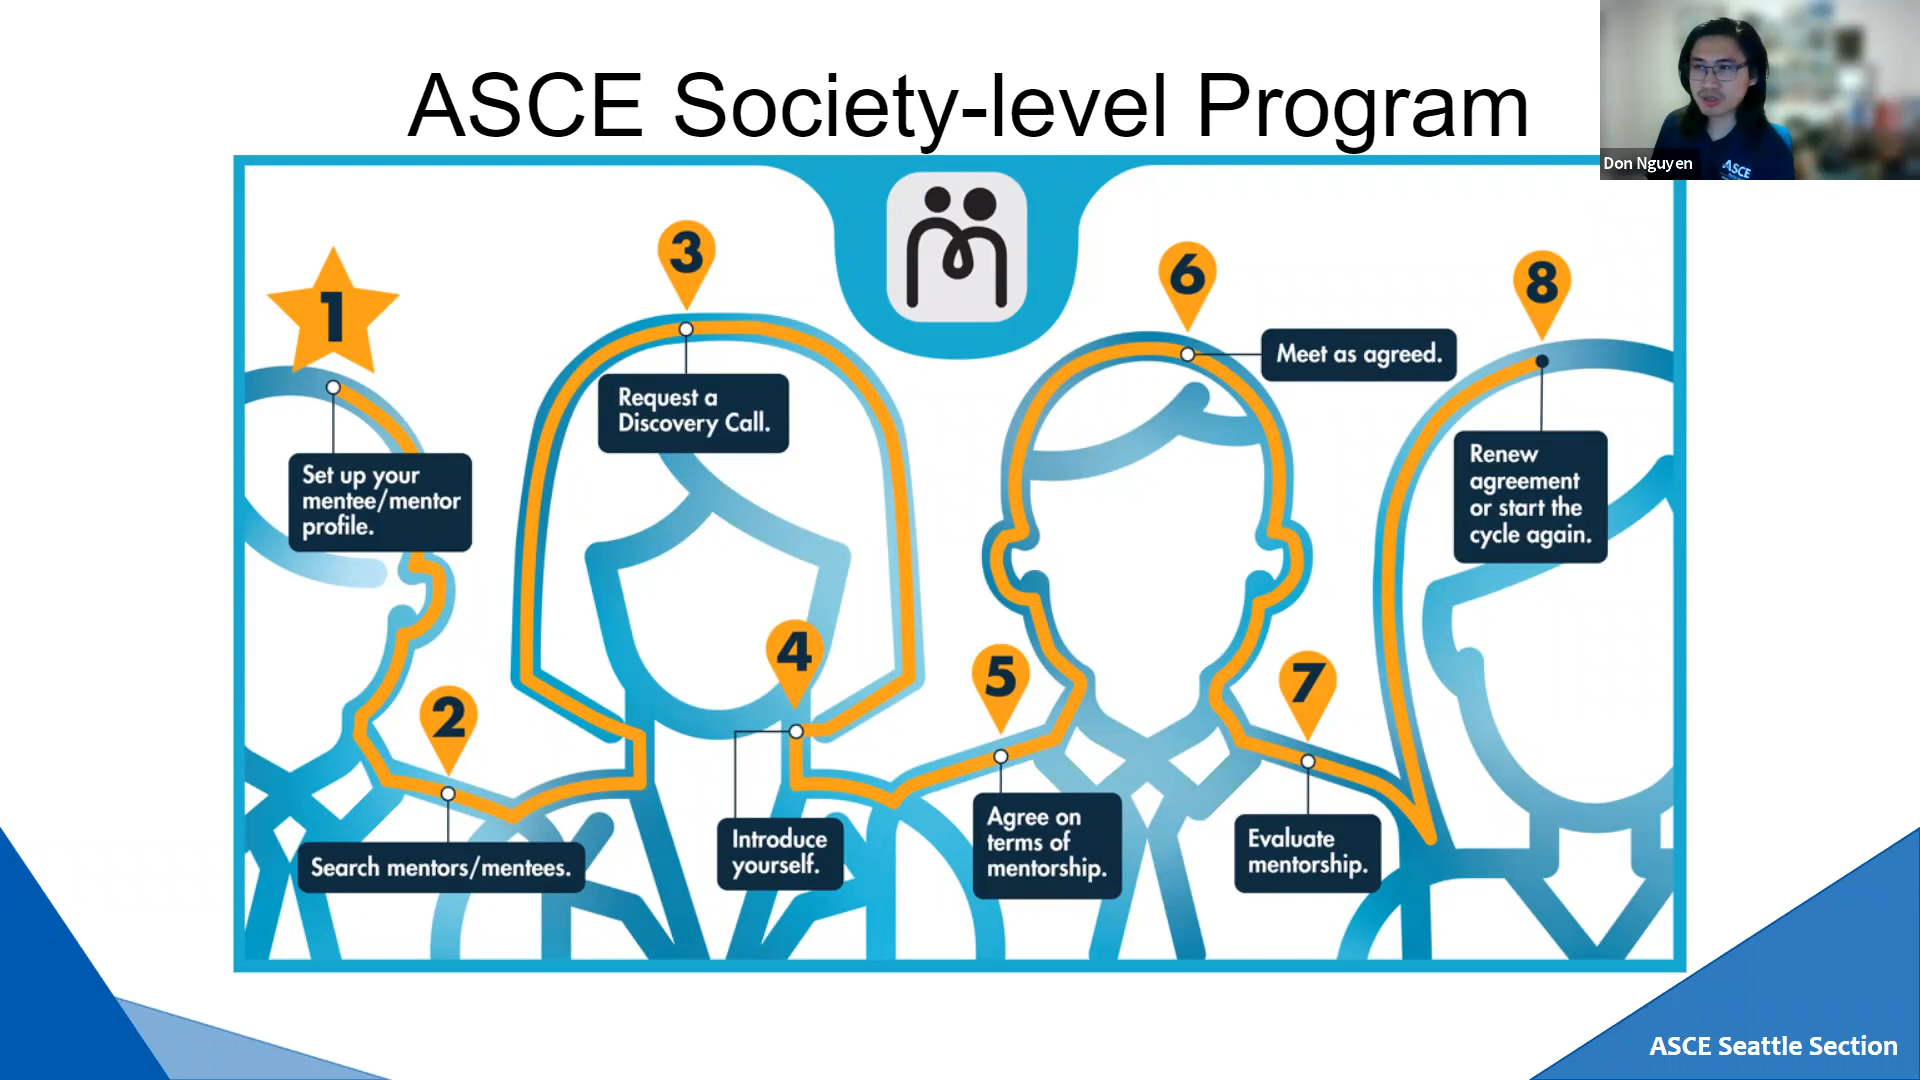 ASCE Society-level Program
Don Nguyen
ASCE
1
Set up your
mentee/mentor
profile.
2
Search mentors/mentees.
3
Request a
Discovery Call.
4
Introduce
yourself.
5
Agree on
terms of
mentorship.
6
Meet as agreed.
7
Evaluate
mentorship.
8
Renew
agreement
or start the
cycle again.
ASCE Seattle Section